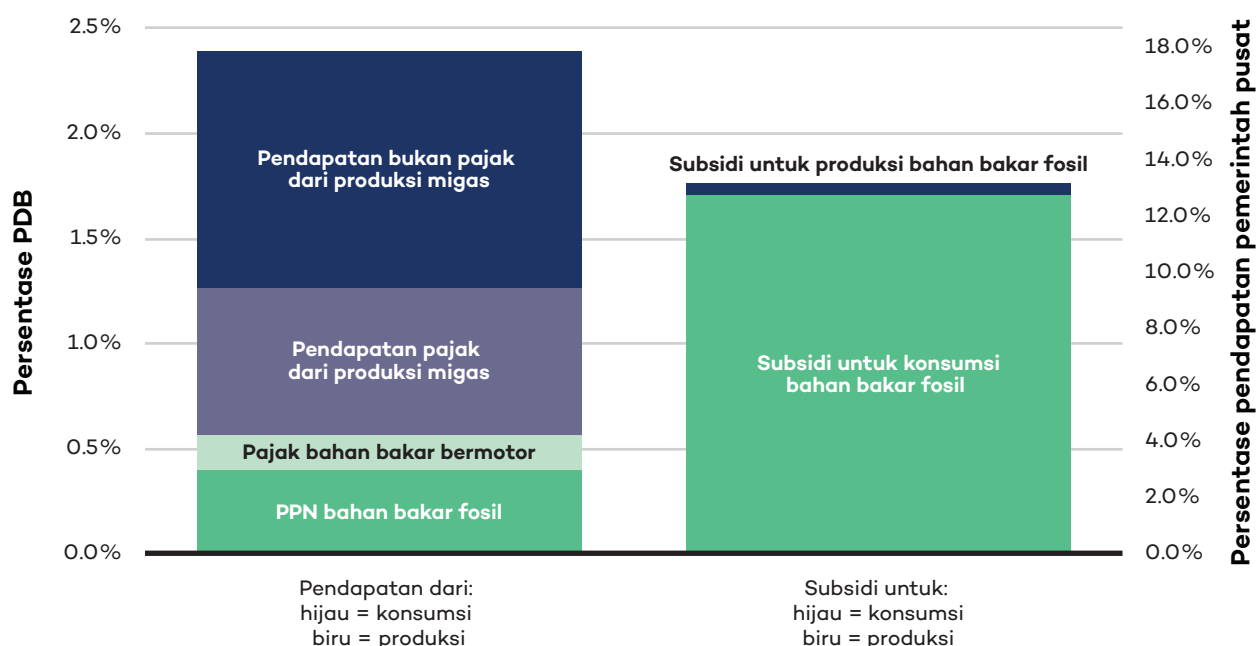 Persentase PDB
2.5%
2.0%
1.5%
1.0%
0.5%
0.0%
Pendapatan bukan pajak
dari produksi migas
Pendapatan pajak
dari produksi migas
Pajak bahan bakar bermotor
PPN bahan bakar fosil
Subsidi untuk produksi bahan bakar fosil
Subsidi untuk konsumsi
bahan bakar fosil
18.0%
16.0%
14.0%
12.0%
10.0%
8.0%
6.0%
4.0%
2.0%
0.0%
Persentase pendapatan pemerintah pusat
Pendapatan dari:
hijau = konsumsi
biru = produksi
Subsidi untuk:
hijau = konsumsi
biru = produksi